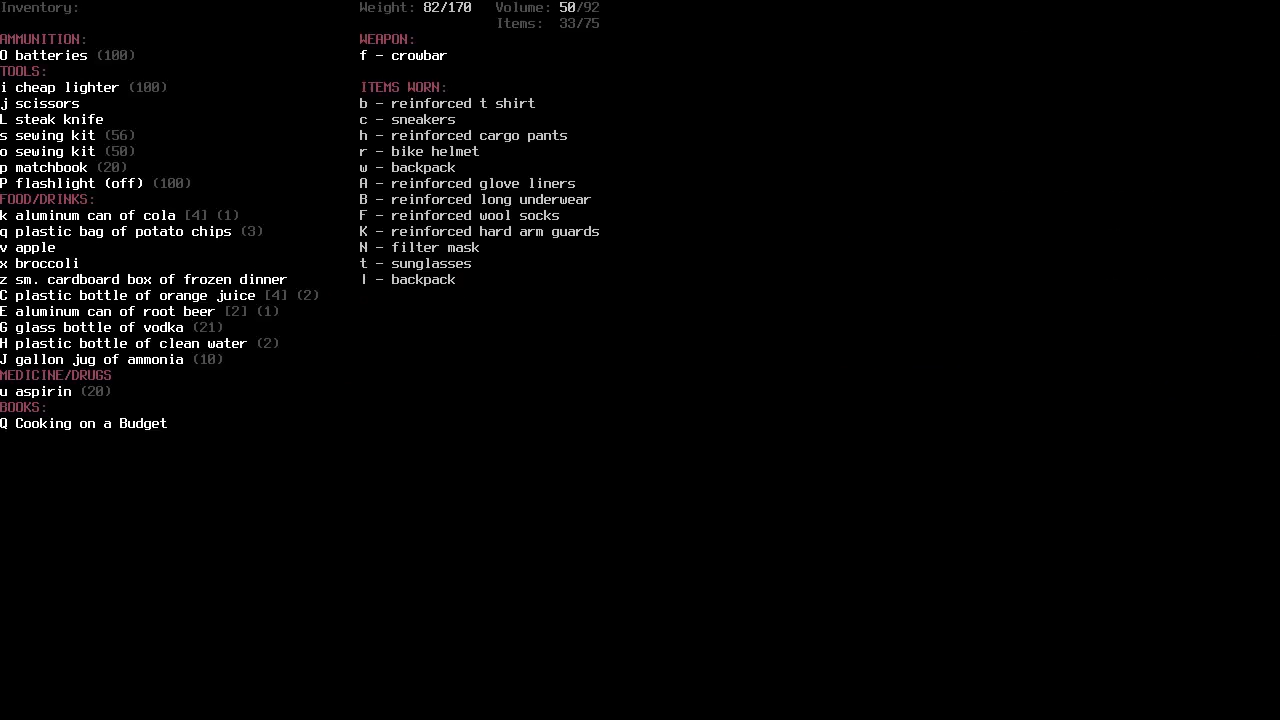 Inventory:
Weight: 82/170 Volume: 50/92
Items: 33/75
AMMUNITION:
O batteries (100)
TOOLS:
i cheap lighter (100)
j scissors
L steak knife
s sewing kit (56)
o sewing kit (50)
p matchbook (20)
P flashlight (off) (100)
FOOD/DRINKS:
k aluminum can of cola [4] (1)
q plastic bag of potato chips (3)
v apple
x broccoli
z sm. cardboard box of frozen dinner
C plastic bottle of orange juice [4] (2)
E aluminum can of root beer [2] (1)
G glass bottle of vodka (21)
H plastic bottle of clean water (2)
J gallon jug of ammonia (10)
MEDICINE/DRUGS
u aspirin (20)
BOOKS:
Q Cooking on a Budget
WEAPON:
f - crowbar
ITEMS WORN:
b - reinforced t shirt
c - sneakers
h - reinforced cargo pants
r - bike helmet
w - backpack
A - reinforced glove liners
B - reinforced long underwear
F - reinforced wool socks
K - reinforced hard arm guards
N - filter mask
t - sunglasses
l - backpack